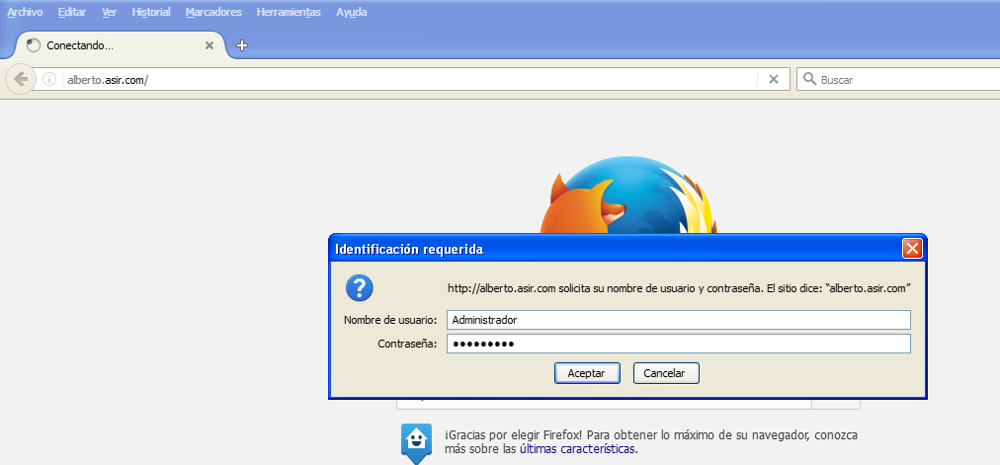 Archivo Editar Ver Historial Marcadores Herramientas Ayuda
Conectando...
alberto.asir.com/
Buscar
Identificación requerida
http://alberto.asir.com solicita su nombre de usuario y contraseña. El sitio dice: “alberto.asir.com”
Nombre de usuario: Administrador
Contraseña: ●●●●●●●●●
Aceptar Cancelar
¡Gracias por elegir Firefox! Para obtener lo máximo de su navegador, conozca
más sobre las últimas características.